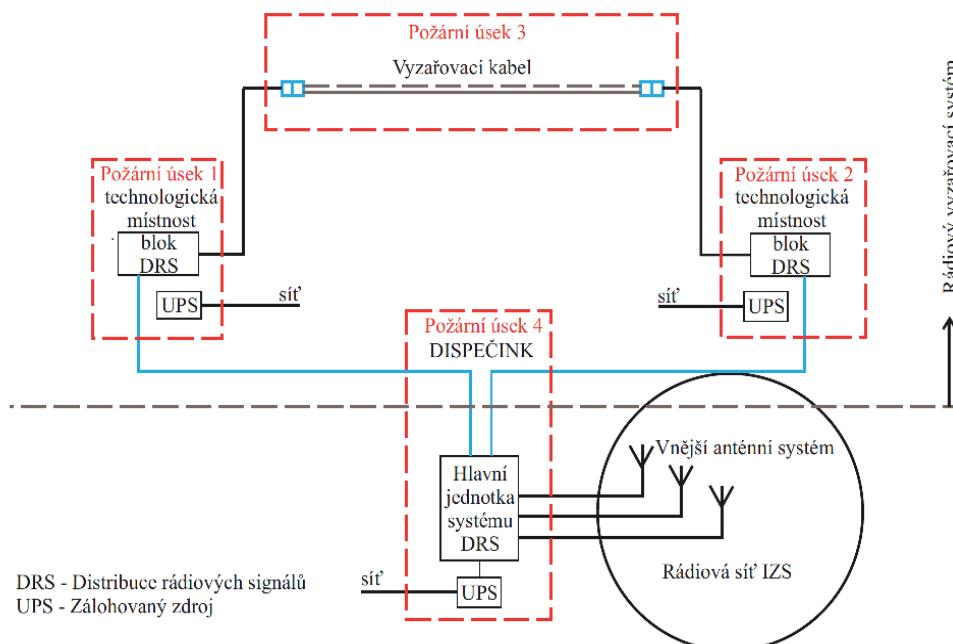 Požární úsek 3
Vyzařovací kabel
Požární úsek 1
technologická
místnost
blok
DRS
UPS
síť
Požární úsek 2
technologická
místnost
blok
DRS
síť
UPS
Rádiový vyzařovací systém
Požární úsek 4
DISPEČINK
Hlavní
jednotka
systému
DRS
síť
UPS
Vnější anténní systém
Rádiová síť IZS
DRS - Distribuce rádiových signálů
UPS - Zálohovaný zdroj